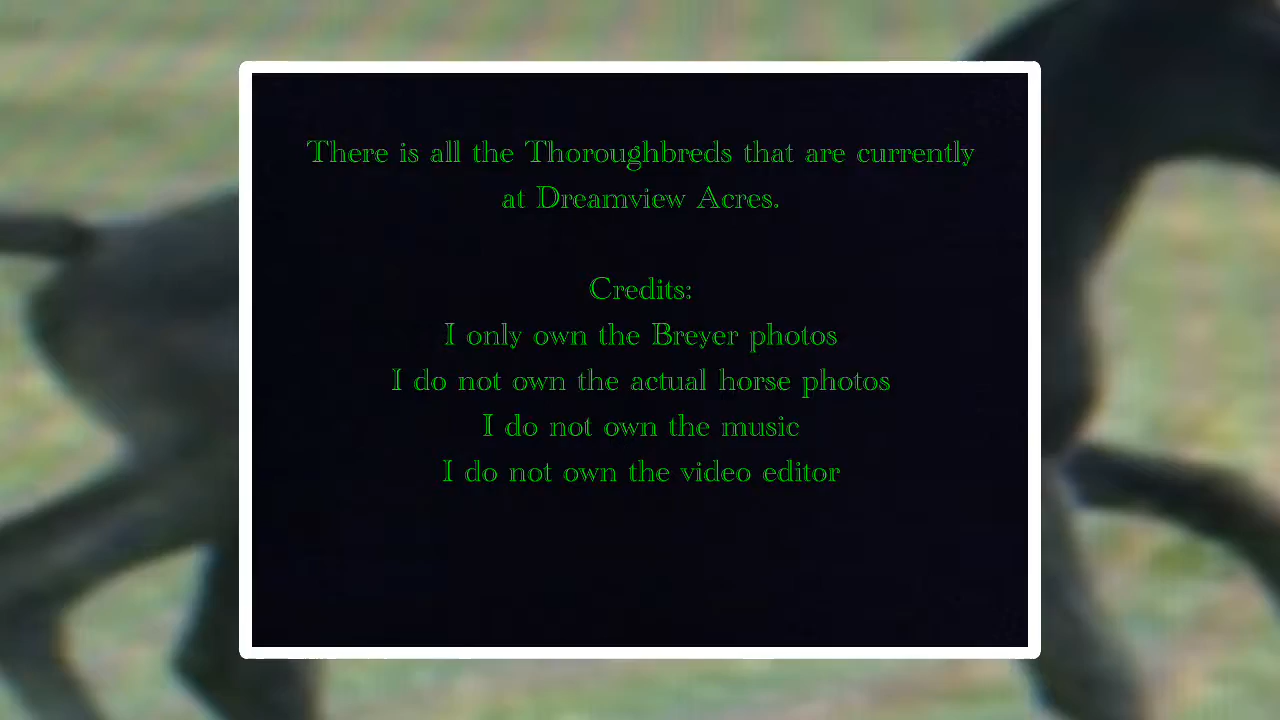 There is all the Thoroughbreds that are currently
at Dreamview Acres.
Credits:
I only own the Breyer photos
I do not own the actual horse photos
I do not own the music
I do not own the video editor